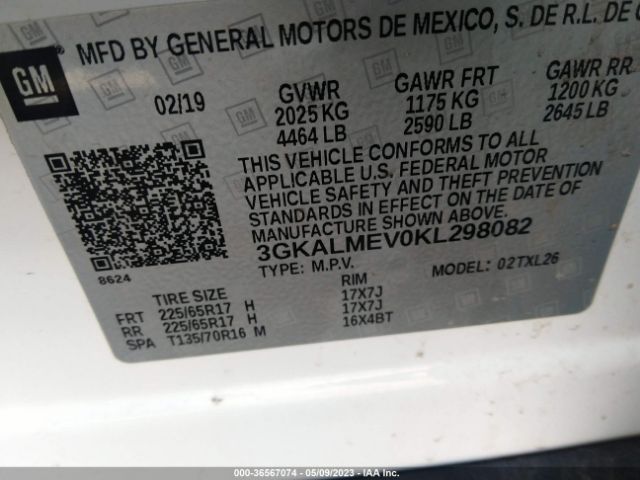 GM
MFD BY GENERAL MOTORS DE MEXICO, S. DE R.L. DE
02/19
GVWR
2025 KG
4464 LB
GAWR FRT
1175 KG
2590 LB
GAWR RR
1200 KG
2645 LB
THIS VEHICLE CONFORMS TO ALL
APPLICABLE U.S. FEDERAL MOTOR
VEHICLE SAFETY AND THEFT PREVENTION
STANDARDS IN EFFECT ON THE DATE OF
MANUFACTURE SHOWN ABOVE.
3GKALMEV0KL298082
TYPE: M.P.V. MODEL: 02TXL26
8624
TIRE SIZE RIM
FRT 225/65R17 H 17X7J
RR 225/65R17 H 17X7J
SPA T135/70R16 M 16X4BT
000-36567074 - 05/09/2023 - IAA Inc.